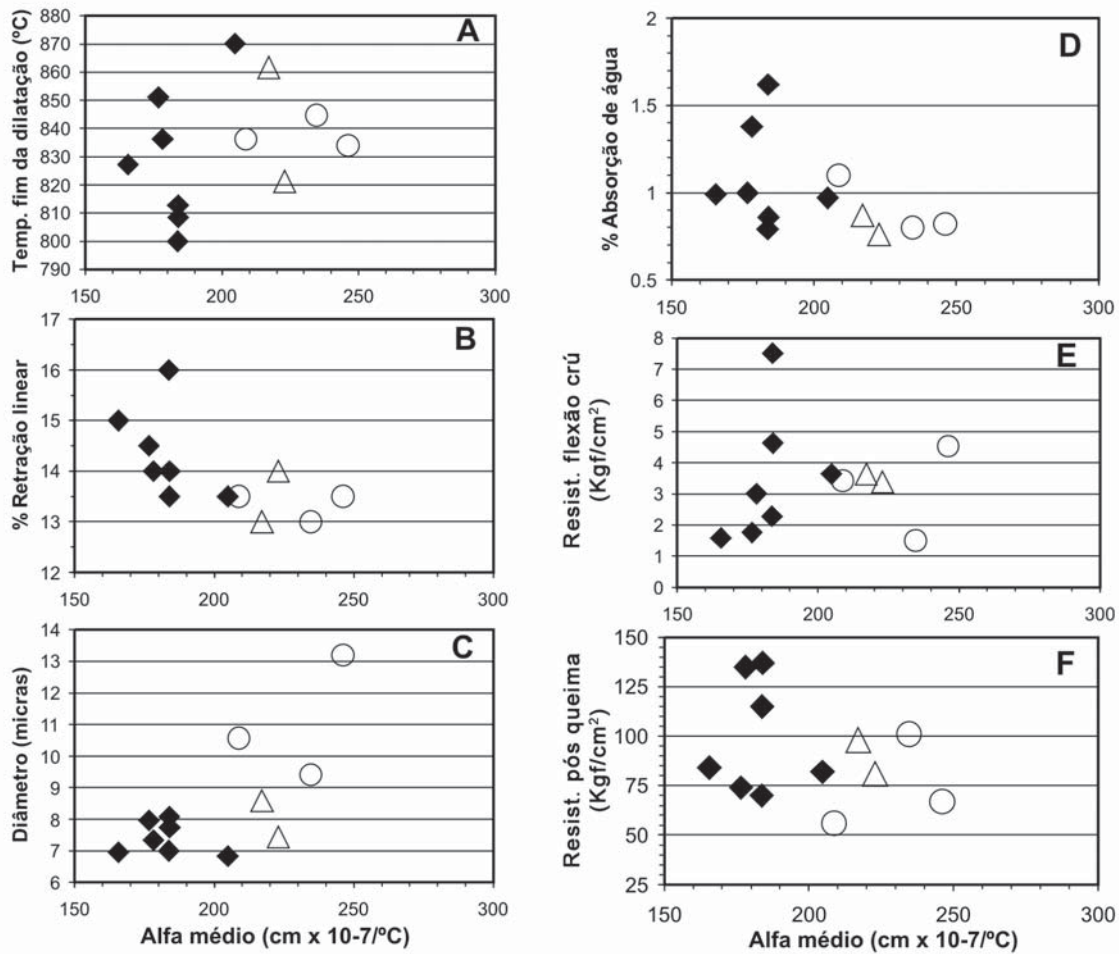 Temp. fim da dilatação (ºC)
880
870
860
850
840
830
820
810
800
790
A
150 200 250 300
% Retração linear
17
16
15
14
13
12
B
150 200 250 300
Diâmetro (micras)
14
13
12
11
10
9
8
7
6
C
150 200 250 300
Alfa médio (cm x 10-7/ºC)
% Absorção de água
2
1.5
1
0.5
D
150 200 250 300
Resist. flexão crú
(Kgf/cm²)
8
7
6
5
4
3
2
1
0
E
150 200 250 300
Resist. pós queima
(Kgf/cm²)
150
125
100
75
50
25
F
150 200 250 300
Alfa médio (cm x 10-7/ºC)